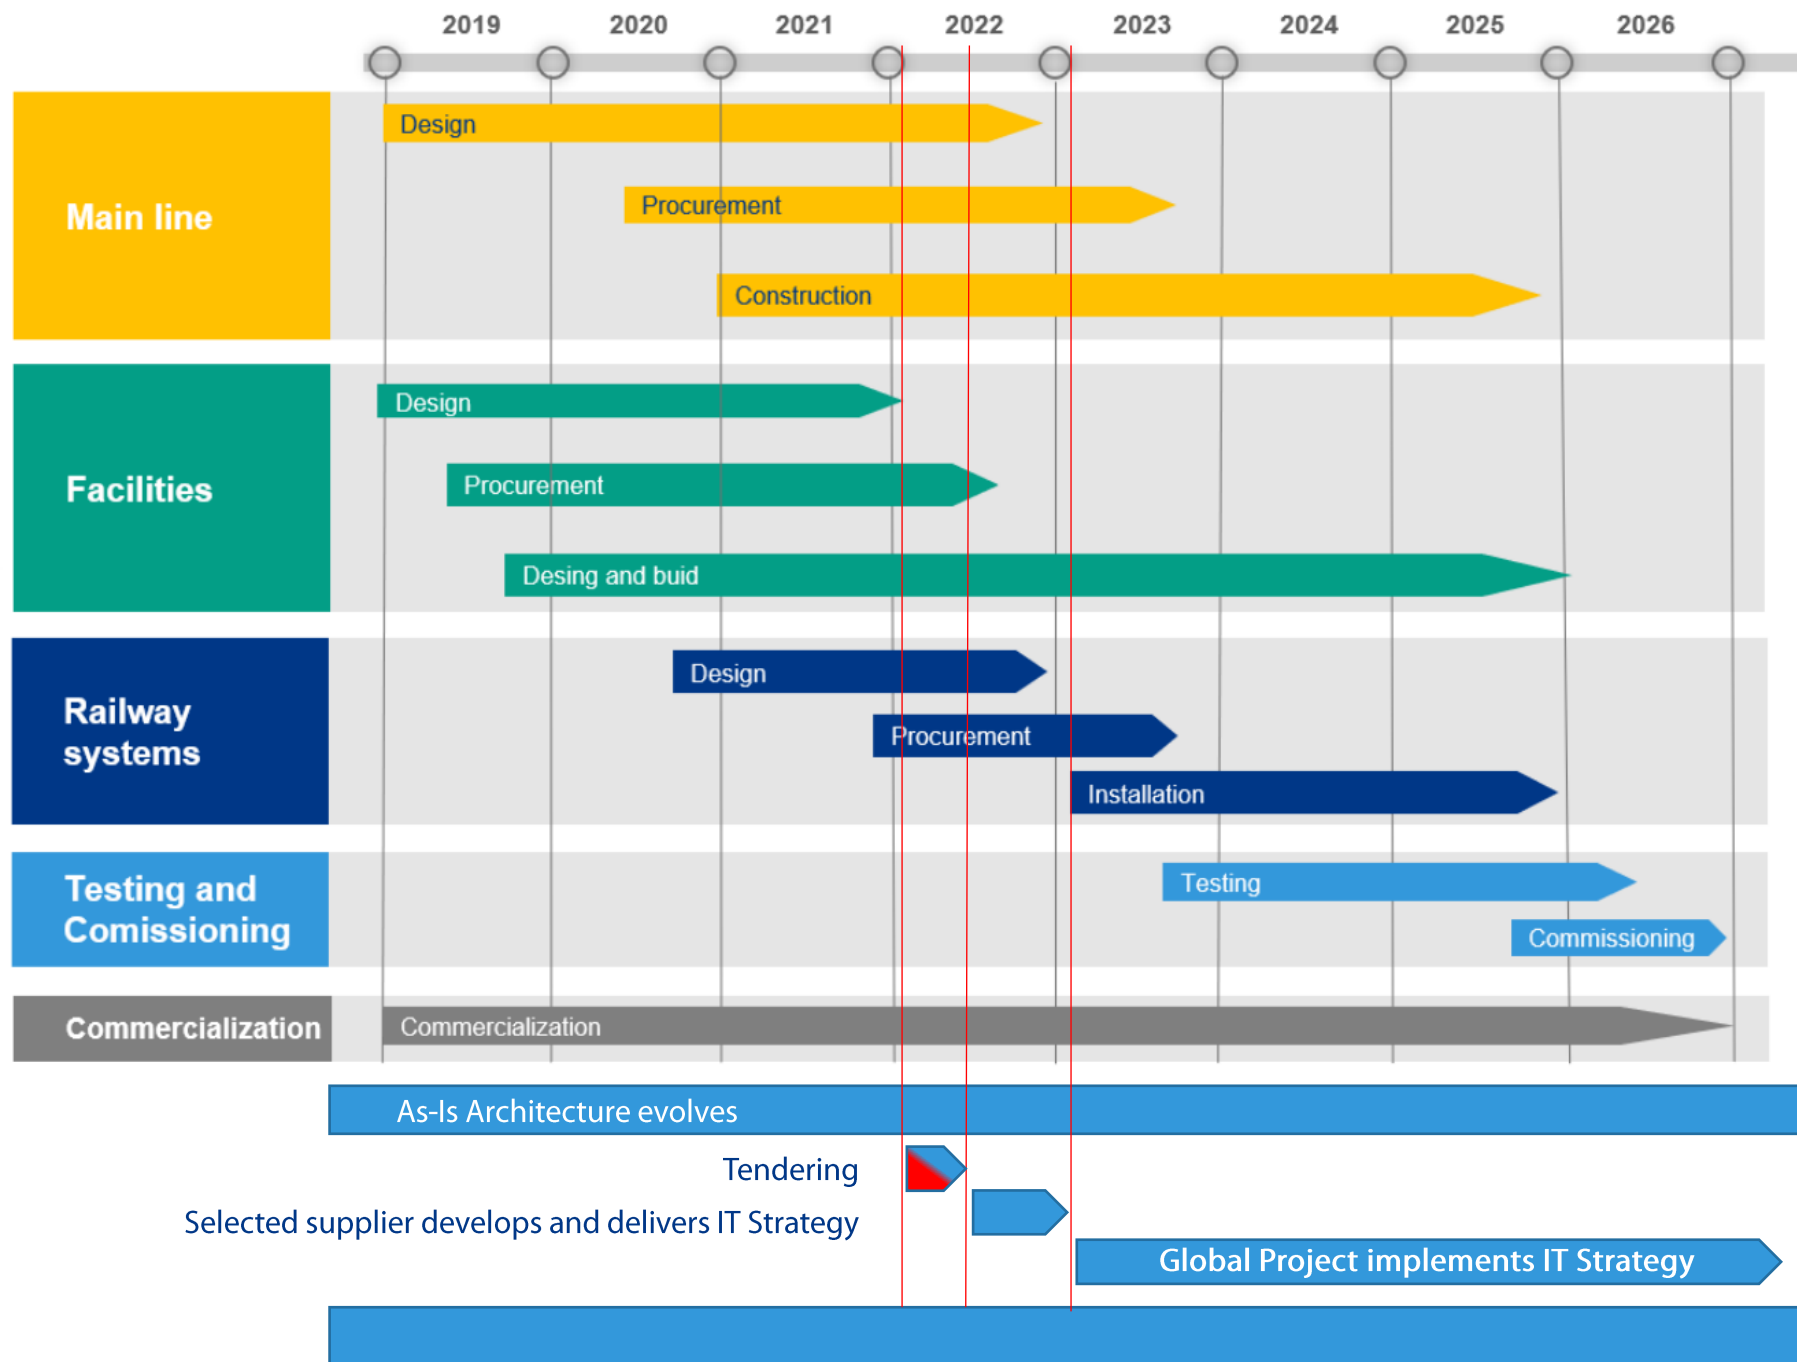 2019 2020 2021 2022 2023 2024 2025 2026
Main line
Design
Procurement
Construction
Facilities
Design
Procurement
Desing and buid
Railway
systems
Design
Procurement
Installation
Testing and
Comissioning
Testing
Commissioning
Commercialization
Commercialization
As-Is Architecture evolves
Tendering
Selected supplier develops and delivers IT Strategy
Global Project implements IT Strategy